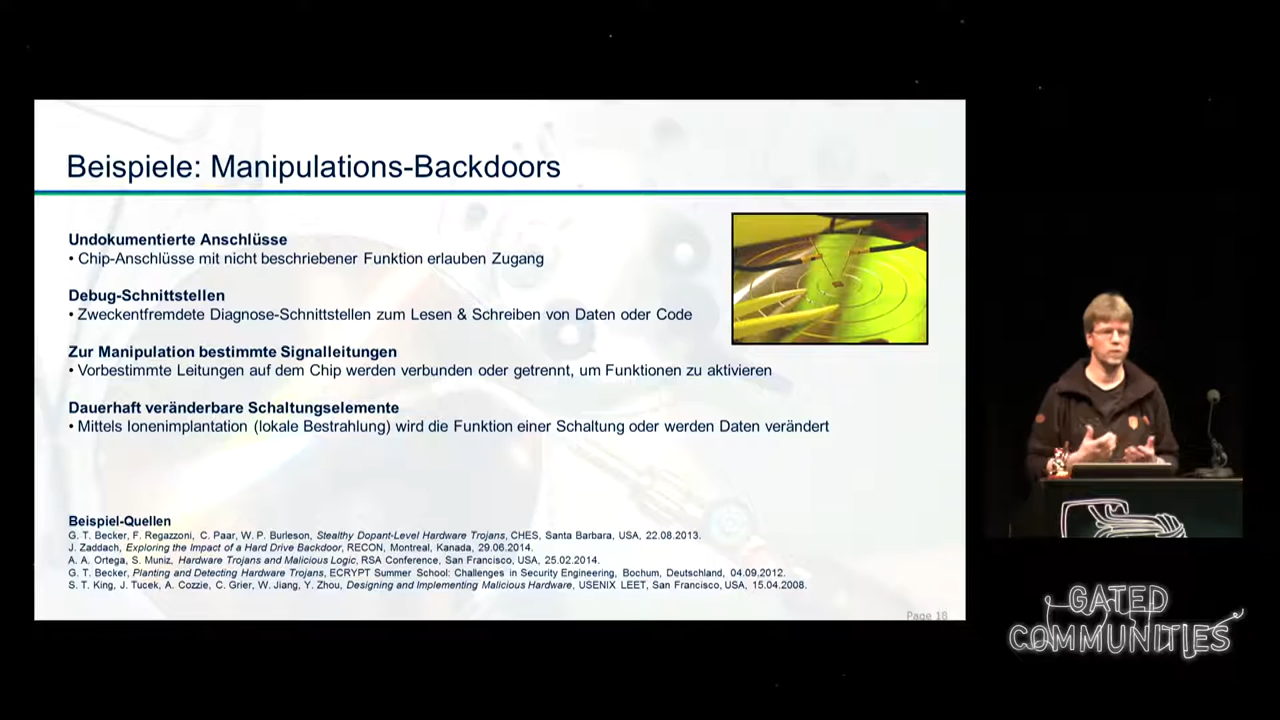 Beispiele: Manipulations-Backdoors
Undokumentierte Anschlüsse
• Chip-Anschlüsse mit nicht beschriebener Funktion erlauben Zugang
Debug-Schnittstellen
• Zweckentfremdete Diagnose-Schnittstellen zum Lesen & Schreiben von Daten oder Code
Zur Manipulation bestimmte Signalleitungen
• Vorbestimmte Leitungen auf dem Chip werden verbunden oder getrennt, um Funktionen zu aktivieren
Dauerhaft veränderbare Schaltungselemente
• Mittels Ionenimplantation (lokale Bestrahlung) wird die Funktion einer Schaltung oder werden Daten verändert
Beispiel-Quellen
G. T. Becker, F. Regazzoni, C. Paar, W. P. Burleson, Stealthy Dopant-Level Hardware Trojans, CHES, Santa Barbara, USA, 22.08.2013.
J. Zaddach, Exploring the Impact of a Hard Drive Backdoor, RECON, Montreal, Kanada, 29.06.2014.
A. A. Ortega, S. Muniz, Hardware Trojans and Malicious Logic, RSA Conference, San Francisco, USA, 25.02.2014.
G. T. Becker, Planting and Detecting Hardware Trojans, ECRYPT Summer School: Challenges in Security Engineering, Bochum, Deutschland, 04.09.2012.
S. T. King, J. Tucek, A. Cozzie, C. Grier, W. Jiang, Y. Zhou, Designing and Implementing Malicious Hardware, USENIX LEET, San Francisco, USA, 15.04.2008.
Page 18
GATED
COMMUNITIES